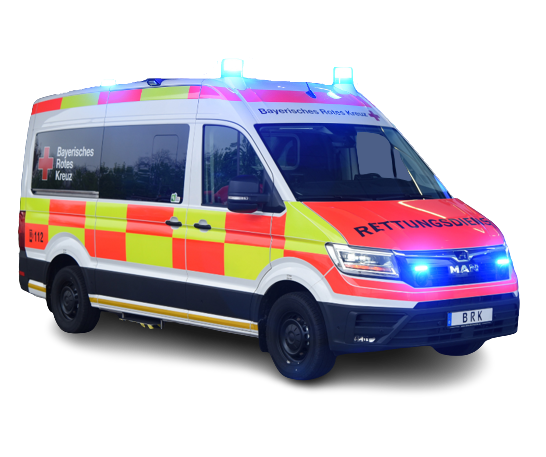 Bayerisches Rotes Kreuz
Bayerisches
Rotes
Kreuz
RETTUNGSDIENST
112
MAN
BRK